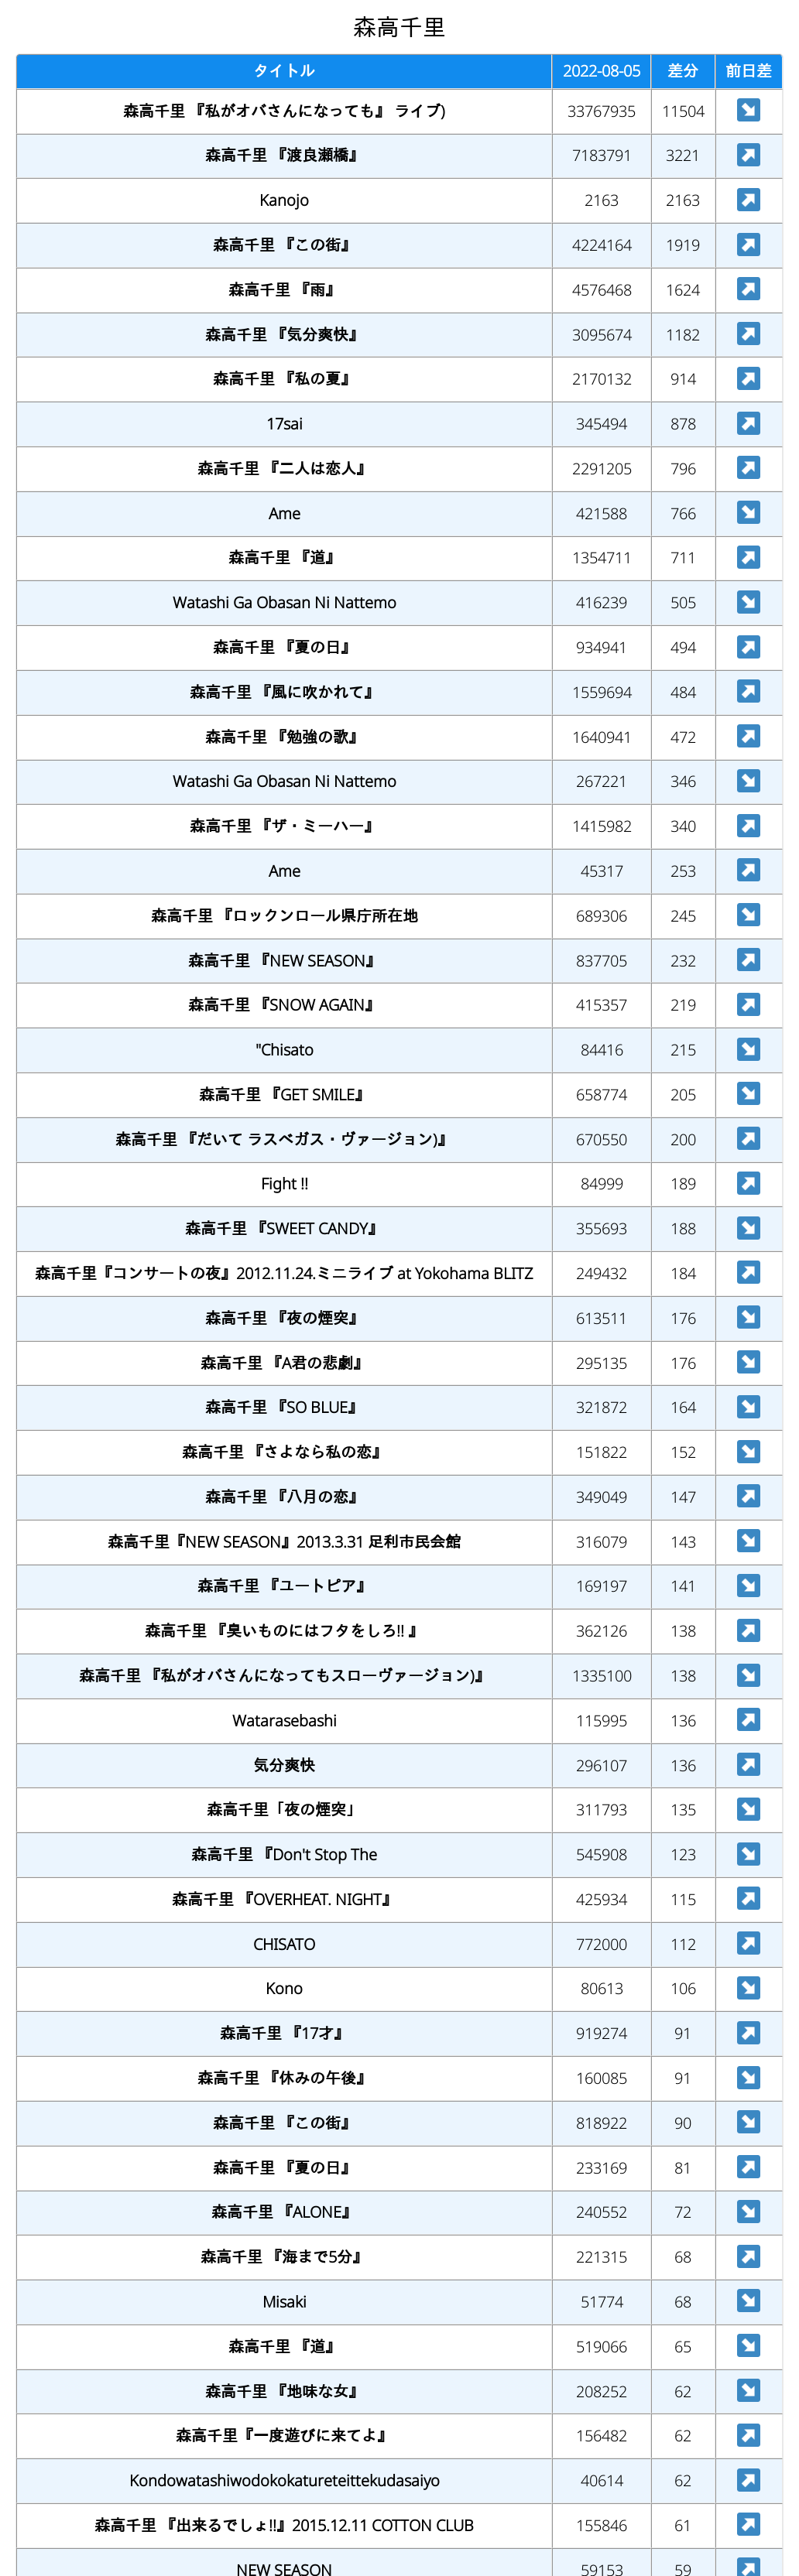 森高千里
タイトル 2022-08-05 差分 前日差
森高千里 『私がオバさんになっても』 ライブ) 33767935 11504
森高千里 『渡良瀬橋』 7183791 3221
Kanojo 2163 2163
森高千里 『この街』 4224164 1919
森高千里 『雨』 4576468 1624
森高千里 『気分爽快』 3095674 1182
森高千里 『私の夏』 2170132 914
17sai 345494 878
森高千里 『二人は恋人』 2291205 796
Ame 421588 766
森高千里 『道』 1354711 711
Watashi Ga Obasan Ni Nattemo 416239 505
森高千里 『夏の日』 934941 494
森高千里 『風に吹かれて』 1559694 484
森高千里 『勉強の歌』 1640941 472
Watashi Ga Obasan Ni Nattemo 267221 346
森高千里 『ザ・ミーハー』 1415982 340
Ame 45317 253
森高千里 『ロックンロール県庁所在地 689306 245
森高千里 『NEW SEASON』 837705 232
森高千里 『SNOW AGAIN』 415357 219
"Chisato 84416 215
森高千里 『GET SMILE』 658774 205
森高千里 『だいて ラスベガス・ヴァージョン)』 670550 200
Fight !! 84999 189
森高千里 『SWEET CANDY』 355693 188
森高千里『コンサートの夜』2012.11.24.ミニライブ at Yokohama BLITZ 249432 184
森高千里 『夜の煙突』 613511 176
森高千里 『A君の悲劇』 295135 176
森高千里 『SO BLUE』 321872 164
森高千里 『さよなら私の恋』 151822 152
森高千里 『八月の恋』 349049 147
森高千里『NEW SEASON』2013.3.31 足利市民会館 316079 143
森高千里 『ユートピア』 169197 141
森高千里 『臭いものにはフタをしろ!! 』 362126 138
森高千里 『私がオバさんになってもスローヴァージョン)』 1335100 138
Watarasebashi 115995 136
気分爽快 296107 136
森高千里「夜の煙突」 311793 135
森高千里 『Don't Stop The 545908 123
森高千里 『OVERHEAT. NIGHT』 425934 115
CHISATO 772000 112
Kono 80613 106
森高千里 『17才』 919274 91
森高千里 『休みの午後』 160085 91
森高千里 『この街』 818922 90
森高千里 『夏の日』 233169 81
森高千里 『ALONE』 240552 72
森高千里 『海まで5分』 221315 68
Misaki 51774 68
森高千里 『道』 519066 65
森高千里 『地味な女』 208252 62
森高千里『一度遊びに来てよ』 156482 62
Kondowatashiwodokokatureteittekudasaiyo 40614 62
森高千里 『出来るでしょ!!』2015.12.11 COTTON CLUB 155846 61
NEW SEASON 59153 59